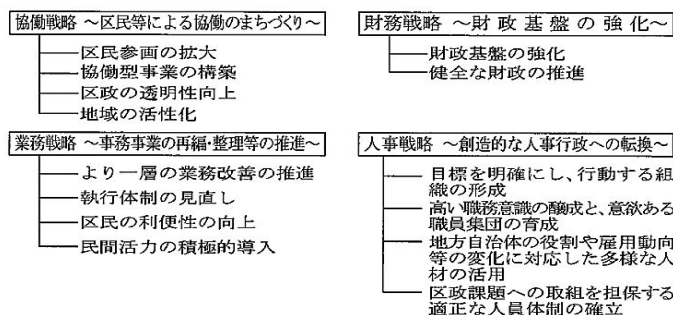 協働戦略 ～区民等による協働のまちづくり～
区民参画の拡大
協働型事業の構築
区政の透明性向上
地域の活性化
財務戦略 ～財政基盤の強化～
財政基盤の強化
健全な財政の推進
業務戦略 ～事務事業の再編・整理等の推進～
より一層の業務改善の推進
執行体制の見直し
区民の利便性の向上
民間活力の積極的導入
人事戦略 ～創造的な人事行政への転換～
目標を明確にし、行動する組
織の形成
高い職務意識の醸成と、意欲ある
職員集団の育成
地方自治体の役割や雇用動向
等の変化に対応した多様な人
材の活用
区政課題への取組を担保する
適正な人員体制の確立